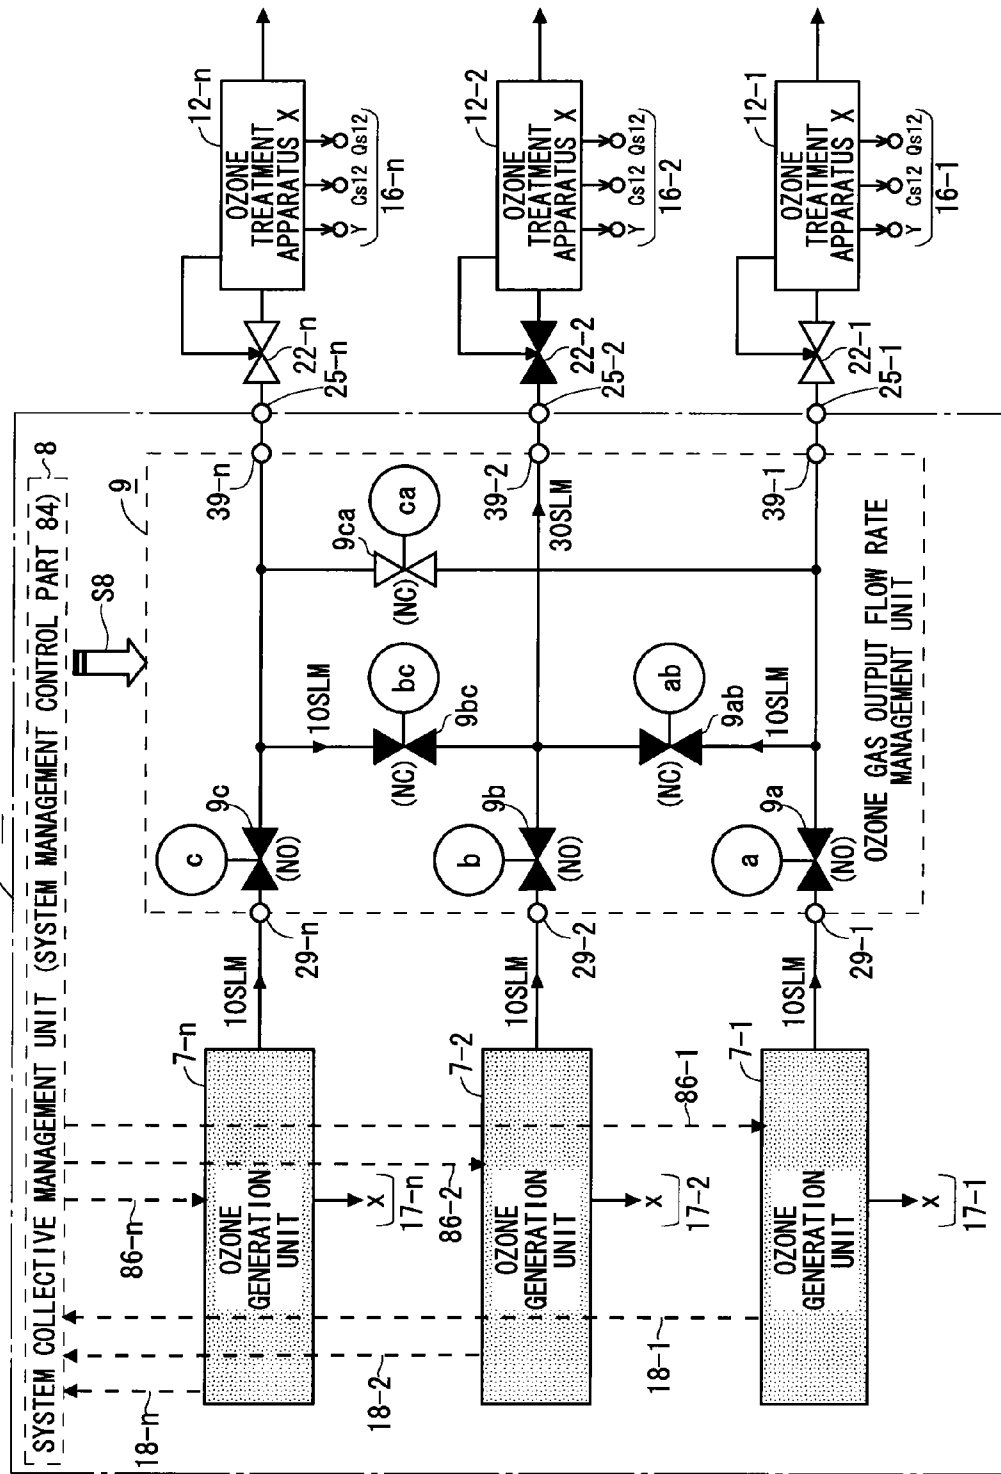 SYSTEM COLLECTIVE MANAGEMENT UNIT (SYSTEM MANAGEMENT CONTROL PART 84)
8
S8
9
18-n
86-n
7-n
OZONE
GENERATION
UNIT
X
17-n
10SLM
29-n
c
9c
(NO)
10SLM
bc
9bc
(NC)
9ca
ca
(NC)
39-n
25-n
22-n
12-n
OZONE
TREATMENT
APPARATUS X
Y Cs12 Qs12
16-n
18-2
86-2
7-2
OZONE
GENERATION
UNIT
X
17-2
10SLM
29-2
b
9b
(NO)
30SLM
39-2
25-2
22-2
12-2
OZONE
TREATMENT
APPARATUS X
Y Cs12 Qs12
16-2
18-1
86-1
7-1
OZONE
GENERATION
UNIT
X
17-1
10SLM
29-1
a
9a
(NO)
10SLM
ab
9ab
(NC)
39-1
25-1
22-1
12-1
OZONE
TREATMENT
APPARATUS X
Y Cs12 Qs12
16-1
OZONE GAS OUTPUT FLOW RATE
MANAGEMENT UNIT